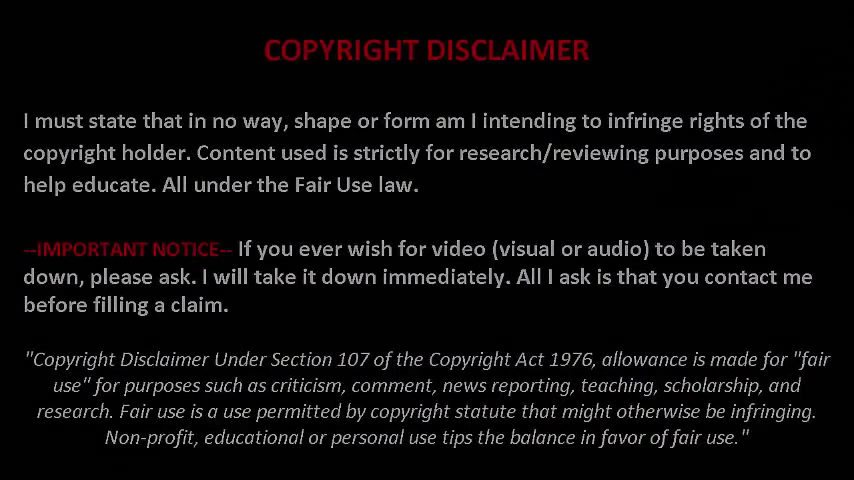 COPYRIGHT DISCLAIMER
I must state that in no way, shape or form am I intending to infringe rights of the
copyright holder. Content used is strictly for research/reviewing purposes and to
help educate. All under the Fair Use law.
--IMPORTANT NOTICE-- If you ever wish for video (visual or audio) to be taken
down, please ask. I will take it down immediately. All I ask is that you contact me
before filling a claim.
"Copyright Disclaimer Under Section 107 of the Copyright Act 1976, allowance is made for "fair
use" for purposes such as criticism, comment, news reporting, teaching, scholarship, and
research. Fair use is a use permitted by copyright statute that might otherwise be infringing.
Non-profit, educational or personal use tips the balance in favor of fair use."